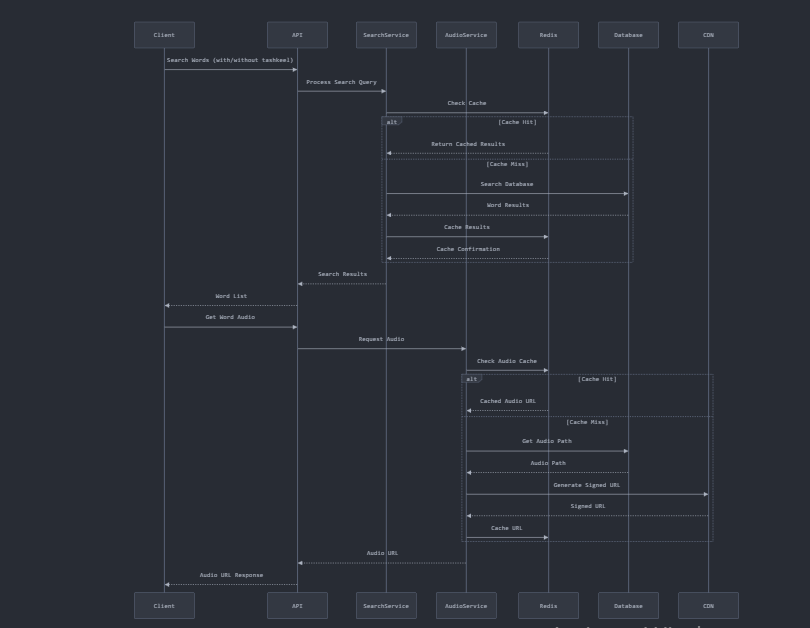 Client API SearchService AudioService Redis Database CDN
Search Words (with/without tashkeel)
Process Search Query
Check Cache
alt [Cache Hit]
Return Cached Results
[Cache Miss]
Search Database
Word Results
Cache Results
Cache Confirmation
Search Results
Word List
Get Word Audio
Request Audio
Check Audio Cache
alt [Cache Hit]
Cached Audio URL
[Cache Miss]
Get Audio Path
Audio Path
Generate Signed URL
Signed URL
Cache URL
Audio URL
Audio URL Response
Client API SearchService AudioService Redis Database CDN